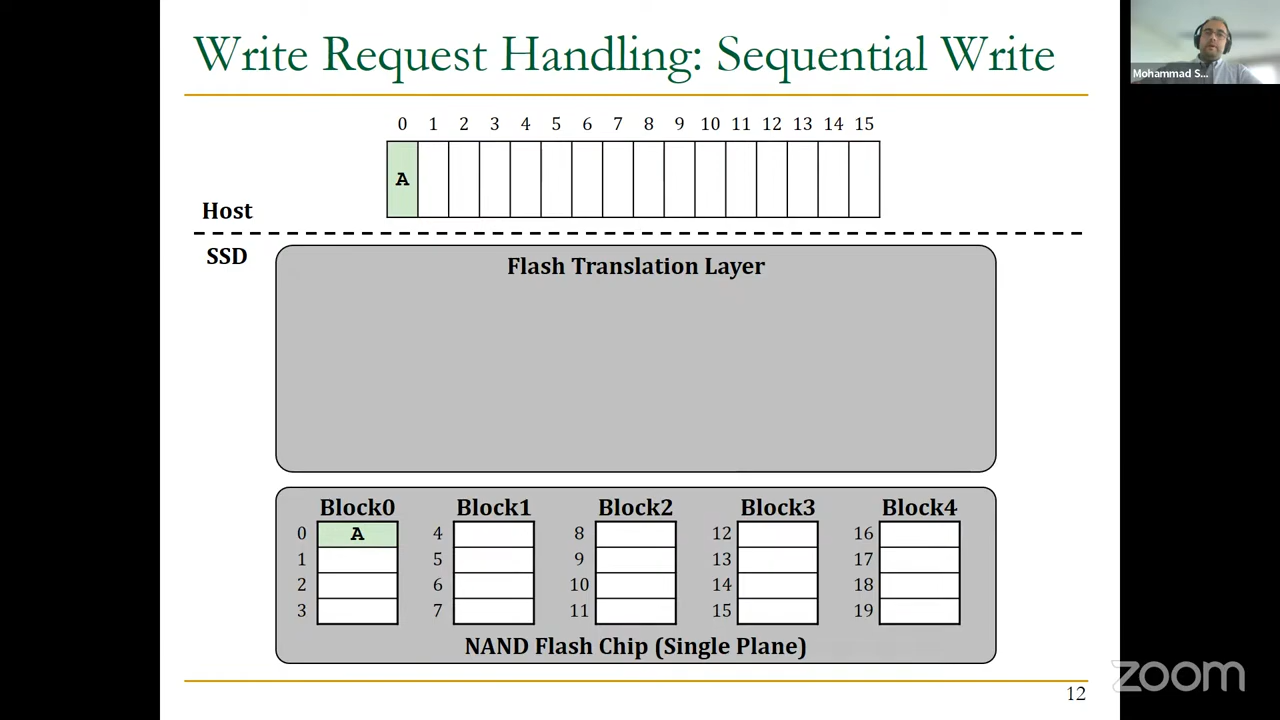 Write Request Handling: Sequential Write
Mohammad S...
0 1 2 3 4 5 6 7 8 9 10 11 12 13 14 15
A
Host
SSD
Flash Translation Layer
Block0 Block1 Block2 Block3 Block4
0 A 4 8 12 16
1 5 9 13 17
2 6 10 14 18
3 7 11 15 19
NAND Flash Chip (Single Plane)
zoom
12